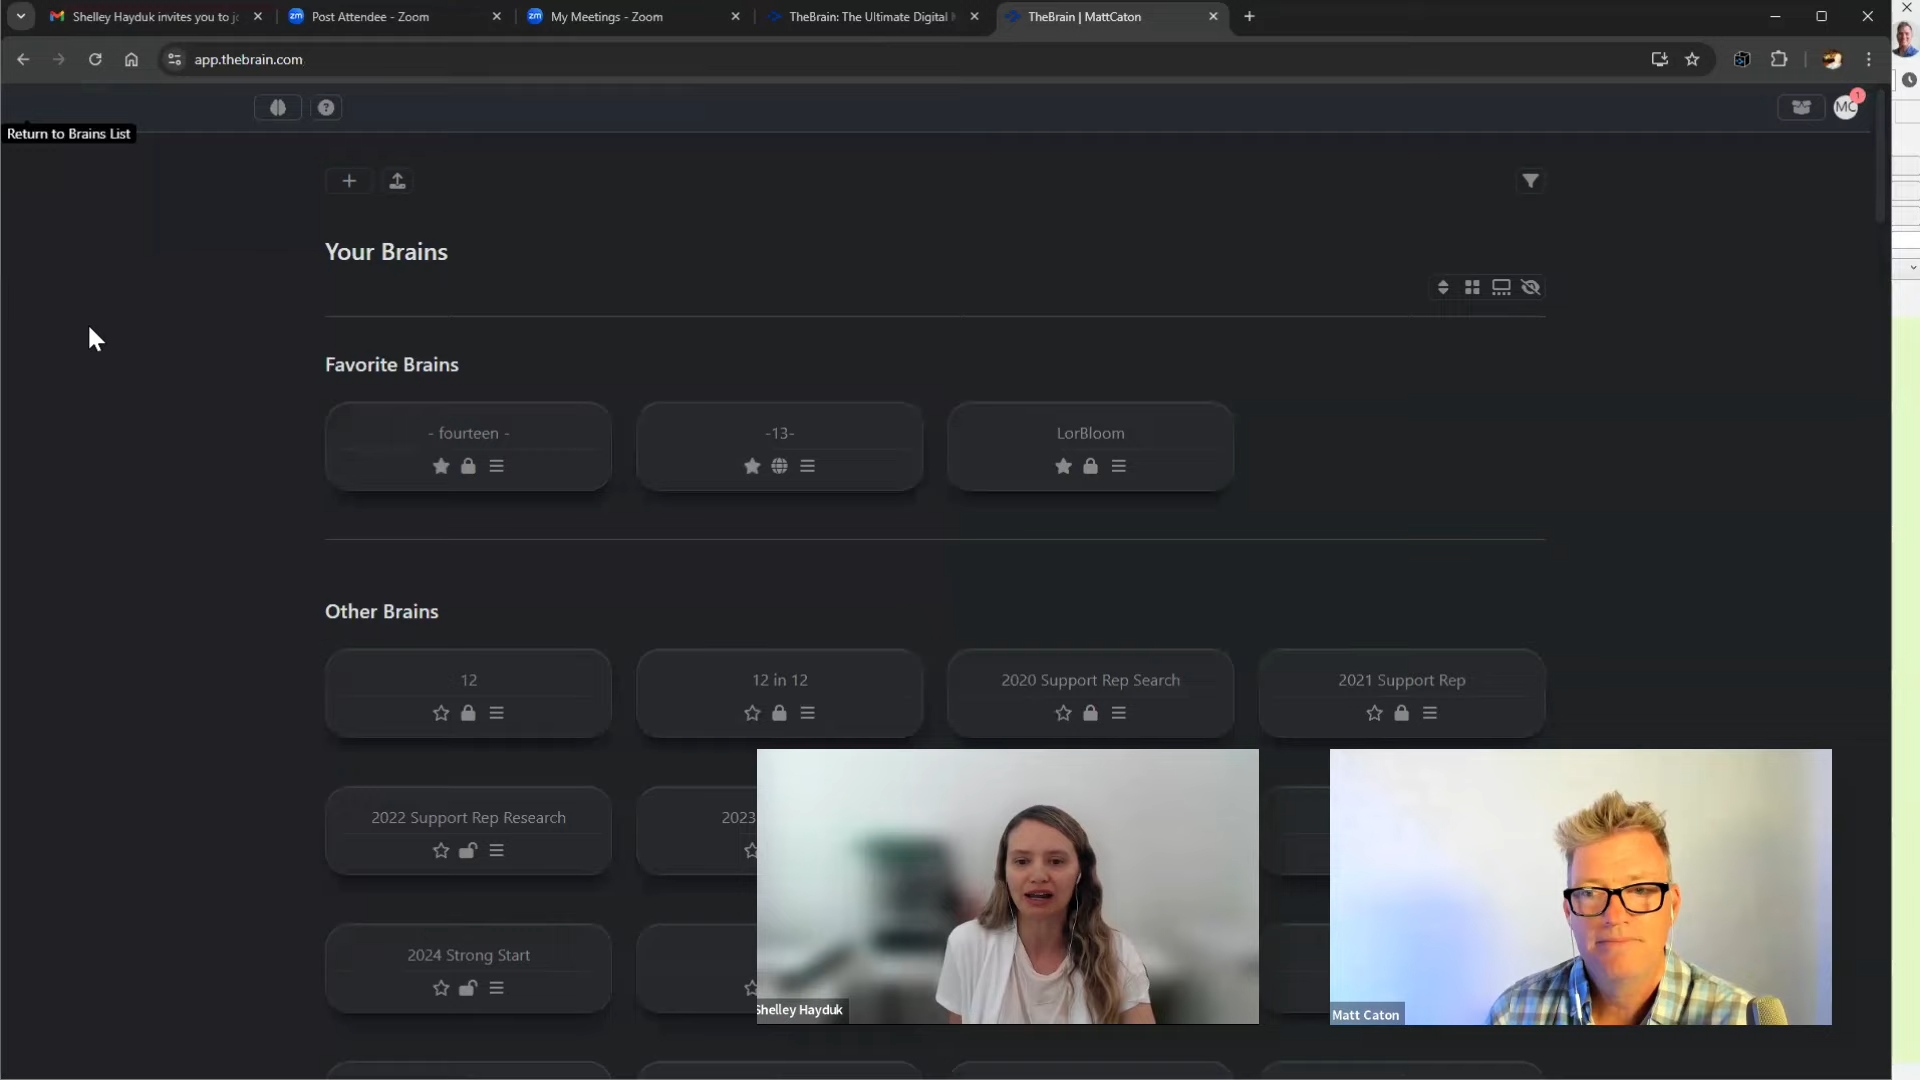 Shelley Hayduk invites you to jo
Post Attendee - Zoom
My Meetings - Zoom
TheBrain: The Ultimate Digital
TheBrain | MattCaton
app.thebrain.com
MC
1
Return to Brains List
Your Brains
Favorite Brains
- fourteen -
-13-
LorBloom
Other Brains
12
12 in 12
2020 Support Rep Search
2021 Support Rep
2022 Support Rep Research
2023
2024 Strong Start
Shelley Hayduk
Matt Caton